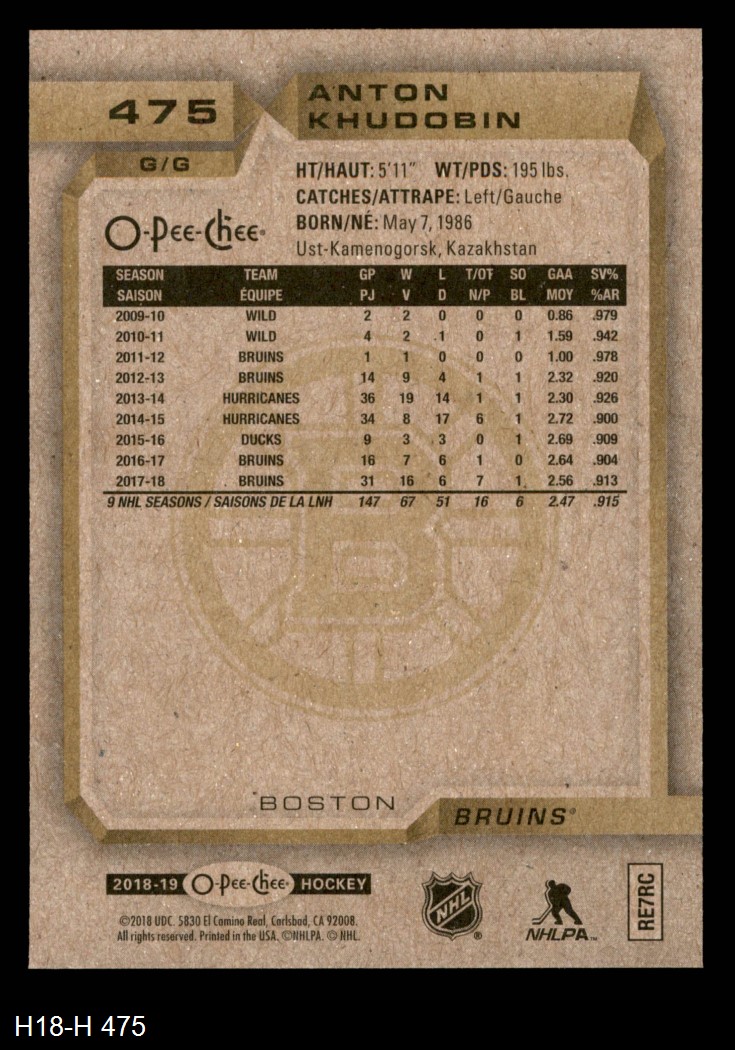 475
ANTON
KHUDOBIN
G/G
HT/HAUT: 5'11" WT/PDS: 195 lbs.
CATCHES/ATTRAPE: Left/Gauche
BORN/NÉ: May 7, 1986
Ust-Kamenogorsk, Kazakhstan
O-Pee-Chee®
SEASON TEAM GP W L T/OT SO GAA SV%
SAISON ÉQUIPE PJ V D N/P BL MOY %AR
2009-10 WILD 2 2 0 0 0 0.86 .979
2010-11 WILD 4 2 1 0 1 1.59 .942
2011-12 BRUINS 1 1 0 0 0 1.00 .978
2012-13 BRUINS 14 9 4 1 1 2.32 .920
2013-14 HURRICANES 36 19 14 1 1 2.30 .926
2014-15 HURRICANES 34 8 17 6 1 2.72 .900
2015-16 DUCKS 9 3 3 0 1 2.69 .909
2016-17 BRUINS 16 7 6 1 0 2.64 .904
2017-18 BRUINS 31 16 6 7 1 2.56 .913
9 NHL SEASONS / SAISONS DE LA LNH 147 67 51 16 6 2.47 .915
B
BOSTON
BRUINS®
2018-19 O-Pee-Chee® HOCKEY
©2018 UDC. 5830 El Camino Real, Carlsbad, CA 92008.
All rights reserved. Printed in the USA. ©NHLPA. © NHL.
NHL®
NHLPA™
RE7RC
H18-H 475